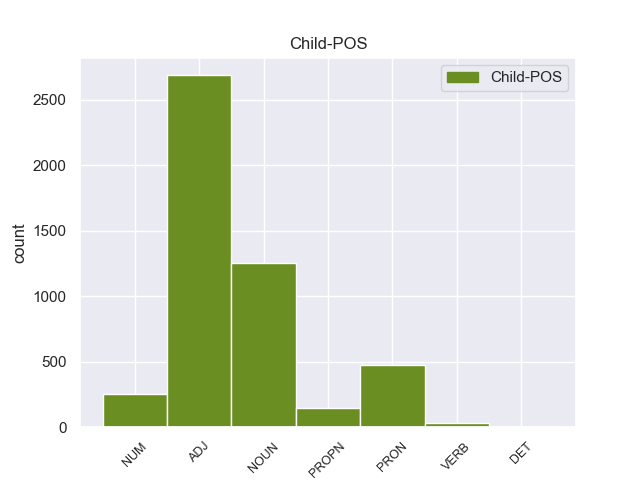 Child-POS
Child-POS
2500
2000
1500
1000
500
0
count
NUM
ADJ
NOUN
PROPN
PRON
VERB
DET